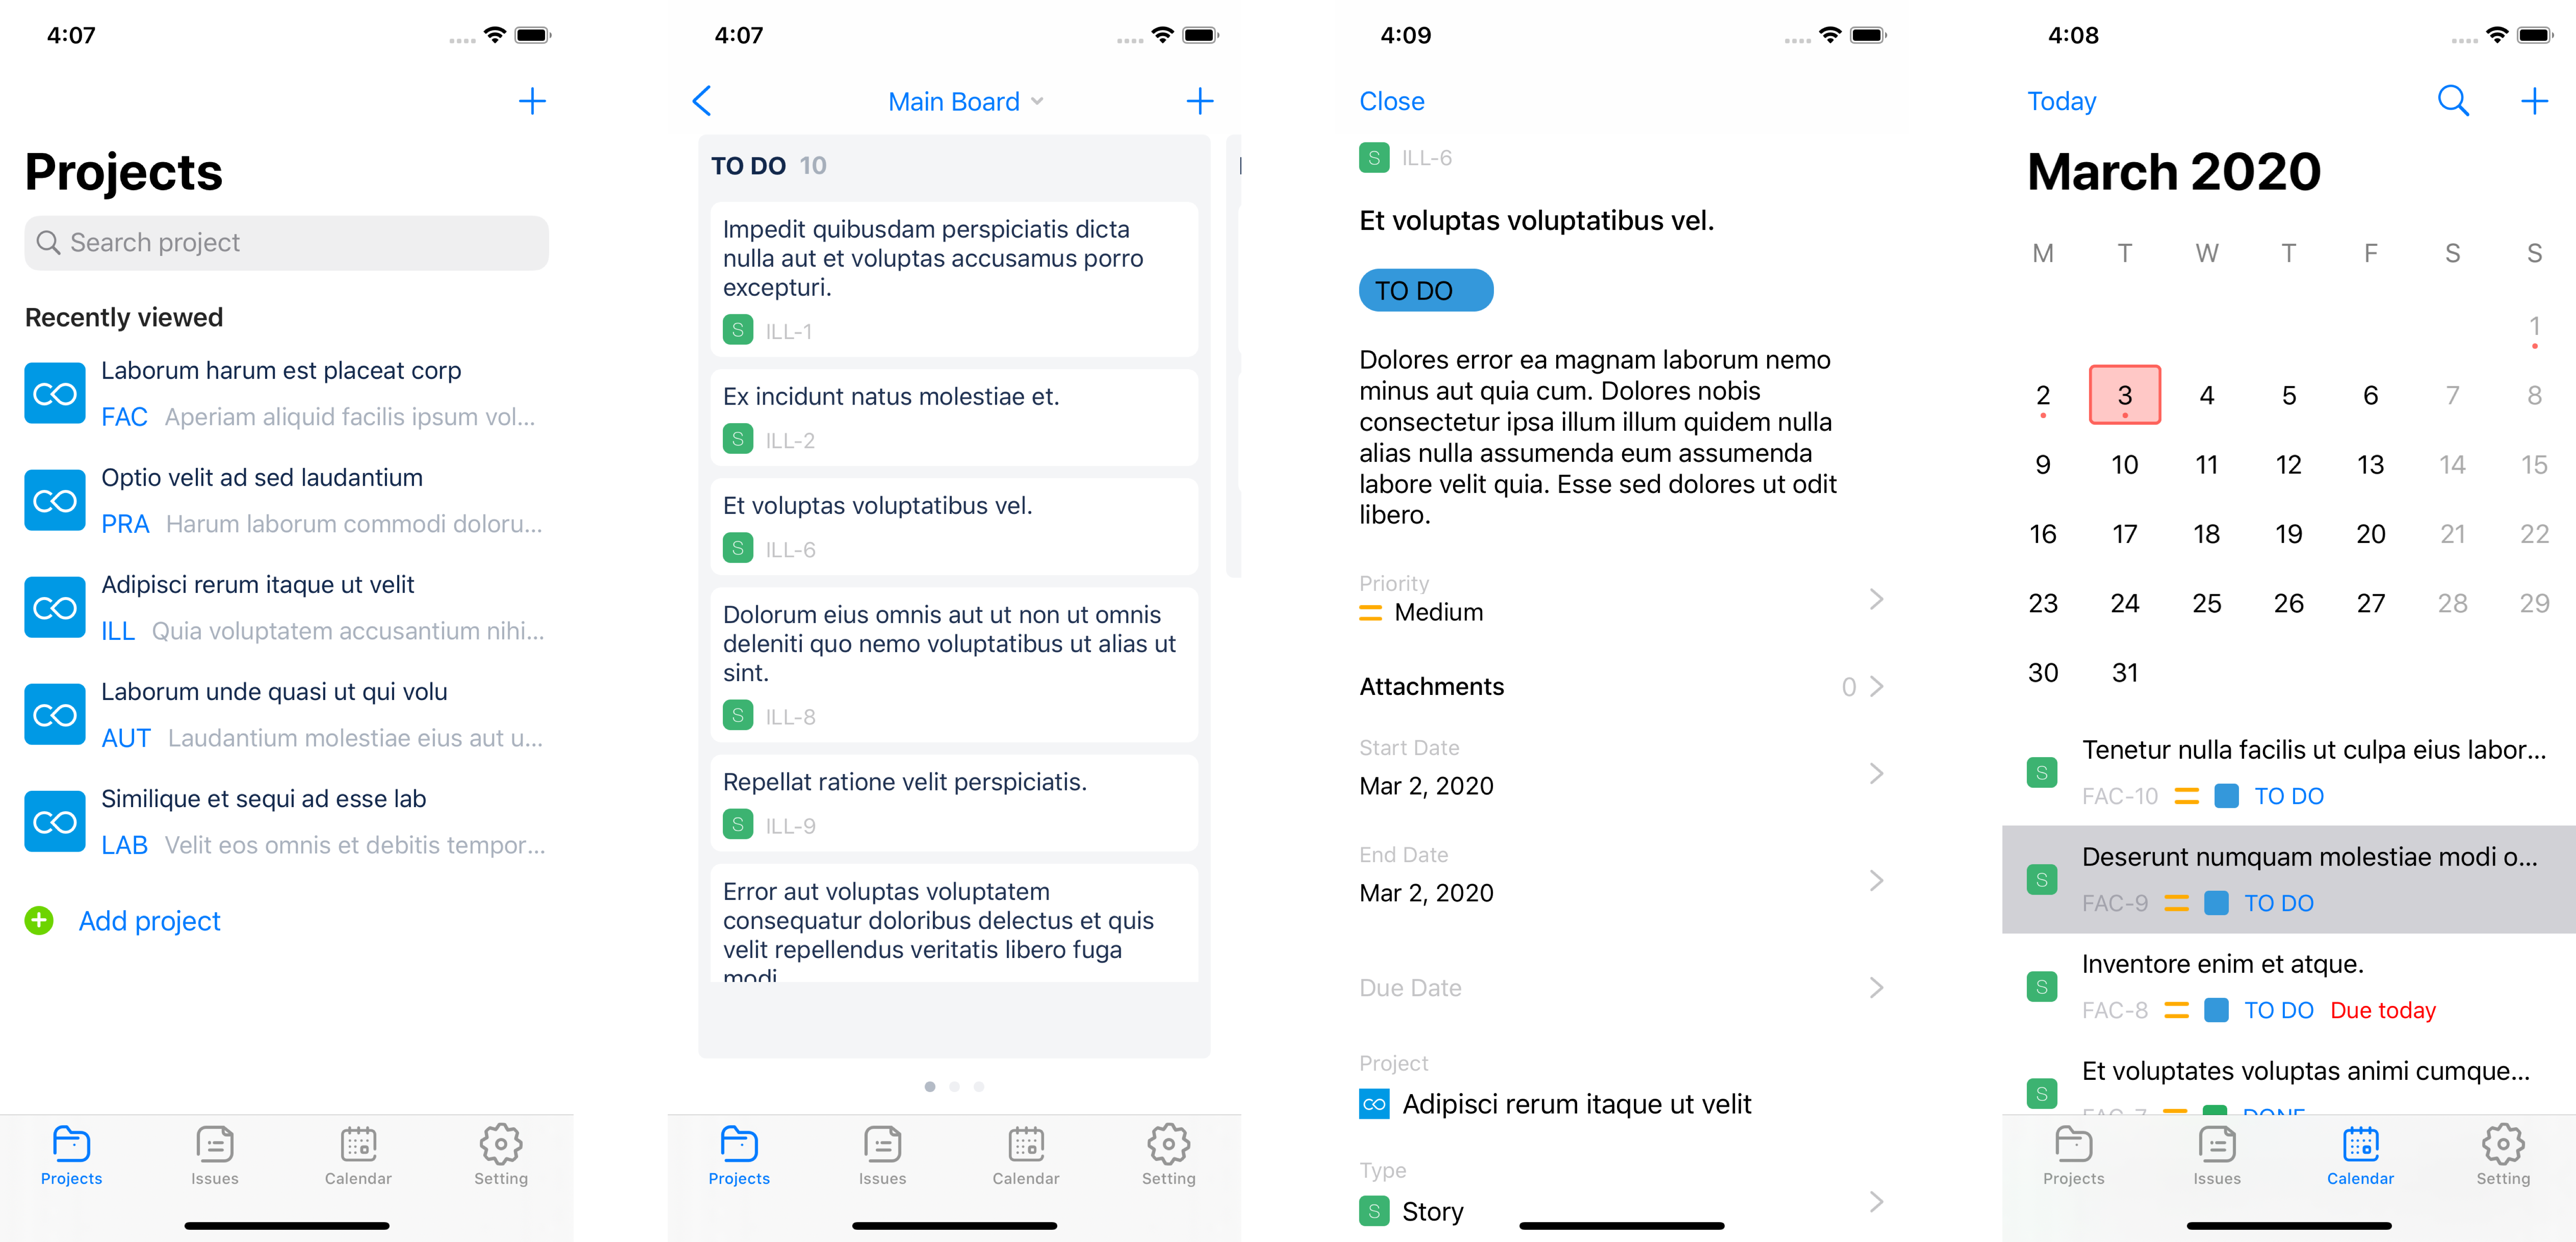 4:07
Projects
Search project
Recently viewed
Laborum harum est placeat corp
FAC Aperiam aliquid facilis ipsum vol...
Optio velit ad sed laudantium
PRA Harum laborum commodi doloru...
Adipisci rerum itaque ut velit
ILL Quia voluptatem accusantium nihi...
Laborum unde quasi ut qui volu
AUT Laudantium molestiae eius aut u...
Similique et sequi ad esse lab
LAB Velit eos omnis et debitis tempor...
Add project
Projects Issues Calendar Setting
4:07
Main Board
TO DO 10
Impedit quibusdam perspiciatis dicta
nulla aut et voluptas accusamus porro
excepturi.
S ILL-1
Ex incidunt natus molestiae et.
S ILL-2
Et voluptas voluptatibus vel.
S ILL-6
Dolorum eius omnis aut ut non ut omnis
deleniti quo nemo voluptatibus ut alias ut
sint.
S ILL-8
Repellat ratione velit perspiciatis.
S ILL-9
Error aut voluptas voluptatem
consequatur doloribus delectus et quis
velit repellendus veritatis libero fuga
modi
Projects Issues Calendar Setting
4:09
Close
S ILL-6
Et voluptas voluptatibus vel.
TO DO
Dolores error ea magnam laborum nemo
minus aut quia cum. Dolores nobis
consectetur ipsa illum illum quidem nulla
alias nulla assumenda eum assumenda
labore velit quia. Esse sed dolores ut odit
libero.
Priority
Medium
Attachments 0
Start Date
Mar 2, 2020
End Date
Mar 2, 2020
Due Date
Project
Adipisci rerum itaque ut velit
Type
S Story
4:08
Today
March 2020
M T W T F S S
1
2 3 4 5 6 7 8
9 10 11 12 13 14 15
16 17 18 19 20 21 22
23 24 25 26 27 28 29
30 31
Tenetur nulla facilis ut culpa eius labor...
S FAC-10 TO DO
Deserunt numquam molestiae modi o...
S FAC-9 TO DO
Inventore enim et atque.
S FAC-8 TO DO Due today
Et voluptates voluptas animi cumque...
S FAC-7 DONE
Projects Issues Calendar Setting